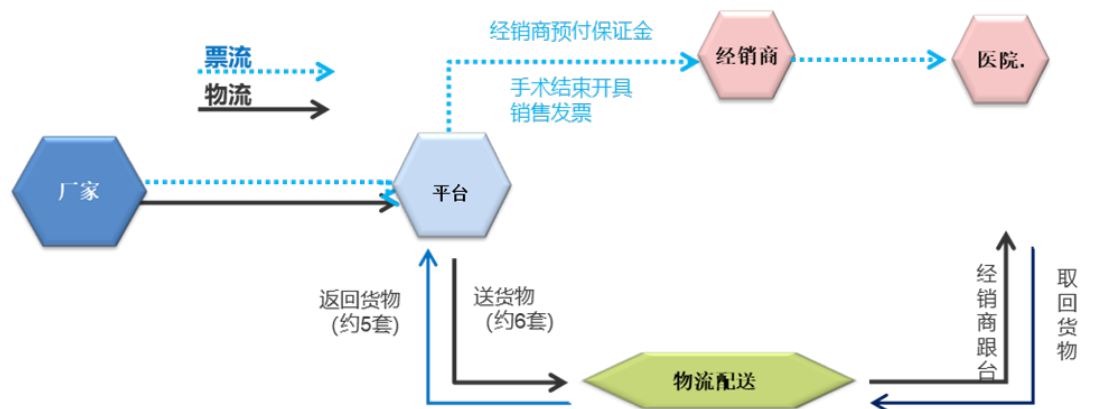 经销商预付保证金
经销商
医院.
票流
物流
手术结束开具
销售发票
厂家
平台
返回货物
(约5套)
送货物
(约6套)
经销商跟台
取回货物
物流配送